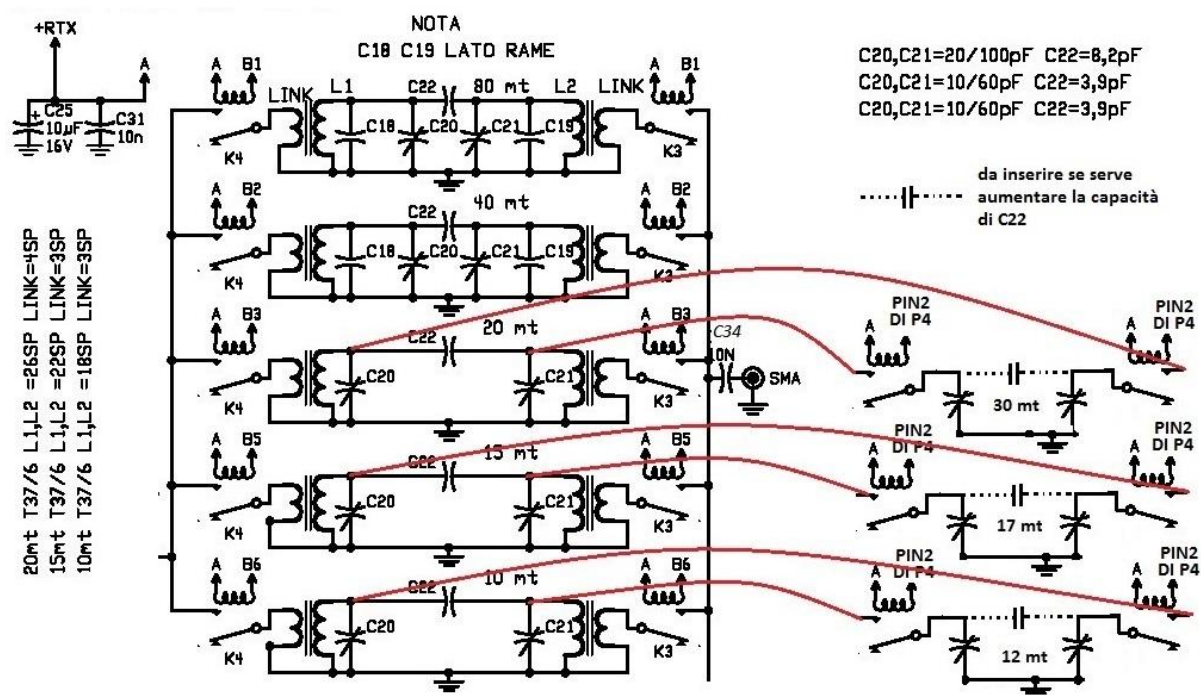 +RTX
A
C25
10µF
16V
C31
10n
NOTA
C18 C19 LATO RAME
C20,C21=20/100pF C22=8,2pF
C20,C21=10/60pF C22=3,9pF
C20,C21=10/60pF C22=3,9pF
da inserire se serve
aumentare la capacità
di C22
20mt T37/6 L1,L2 =26SP LINK=4SP
15mt T37/6 L1,L2 =22SP LINK=3SP
10mt T37/6 L1,L2 =18SP LINK=3SP
A B1
LINK L1 C22 80 mt L2 LINK
A B1
K4 C18 C20 C21 C19 K3
A B2
C22 40 mt
A B2
K4 C18 C20 C21 C19 K3
A B3
C22 20 mt
A B3
K4 C20 C21 K3
C34
10N
SMA
A B5
C22 15 mt
A B5
K4 C20 C21 K3
A B6
C22 10 mt
A B6
K4 C20 C21 K3
A PIN2
DI P4
A PIN2
DI P4
30 mt
A PIN2
DI P4
A PIN2
DI P4
17 mt
A PIN2
DI P4
A PIN2
DI P4
12 mt